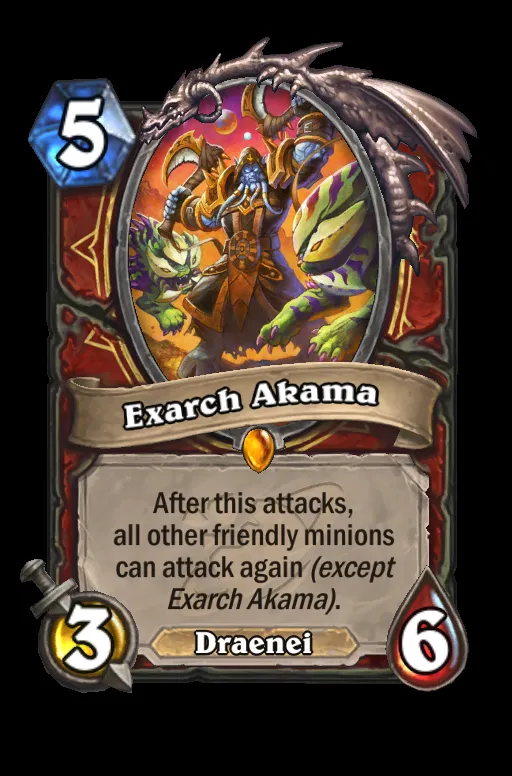 5
Exarch Akama
After this attacks,
all other friendly minions
can attack again (except
Exarch Akama).
3
Draenei
6